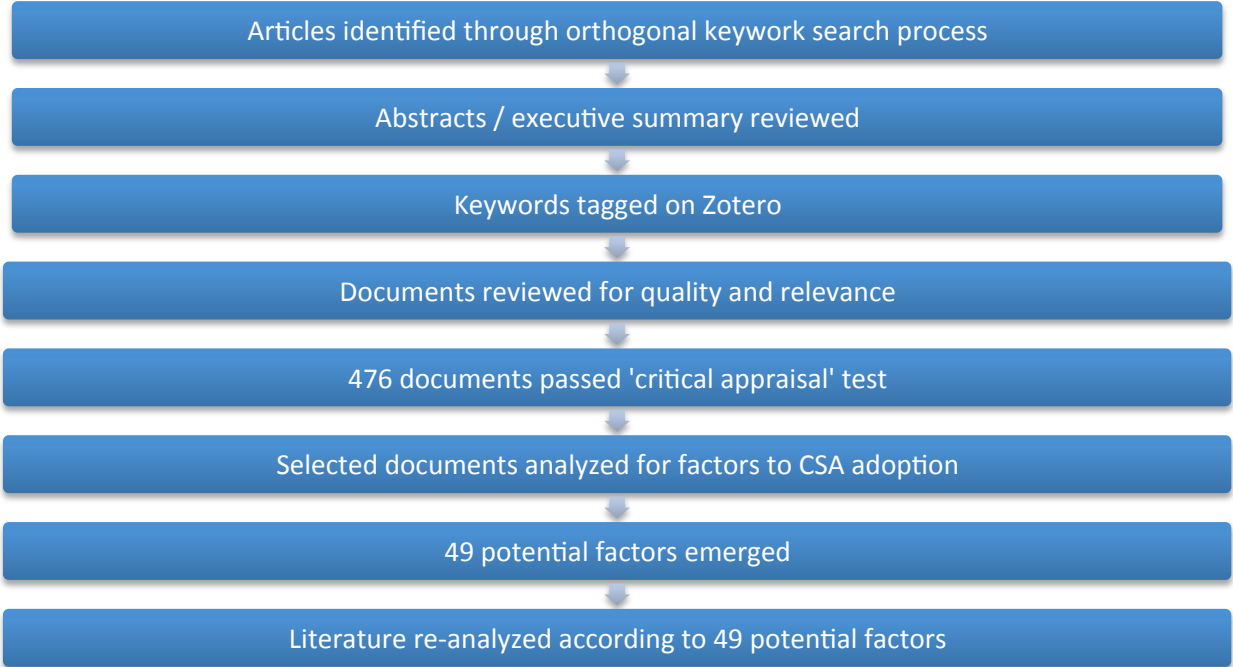 Articles identified through orthogonal keywork search process
Abstracts / executive summary reviewed
Keywords tagged on Zotero
Documents reviewed for quality and relevance
476 documents passed 'critical appraisal' test
Selected documents analyzed for factors to CSA adoption
49 potential factors emerged
Literature re-analyzed according to 49 potential factors